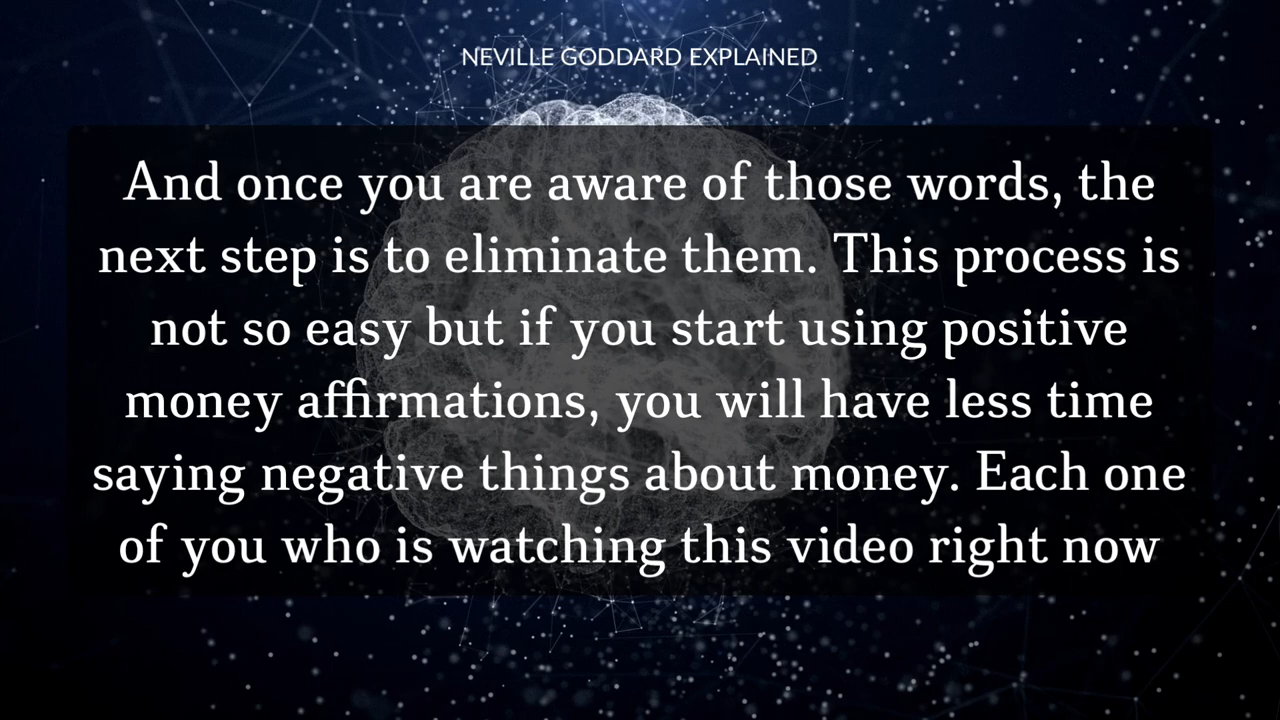 NEVILLE GODDARD EXPLAINED
And once you are aware of those words, the
next step is to eliminate them. This process is
not so easy but if you start using positive
money affirmations, you will have less time
saying negative things about money. Each one
of you who is watching this video right now